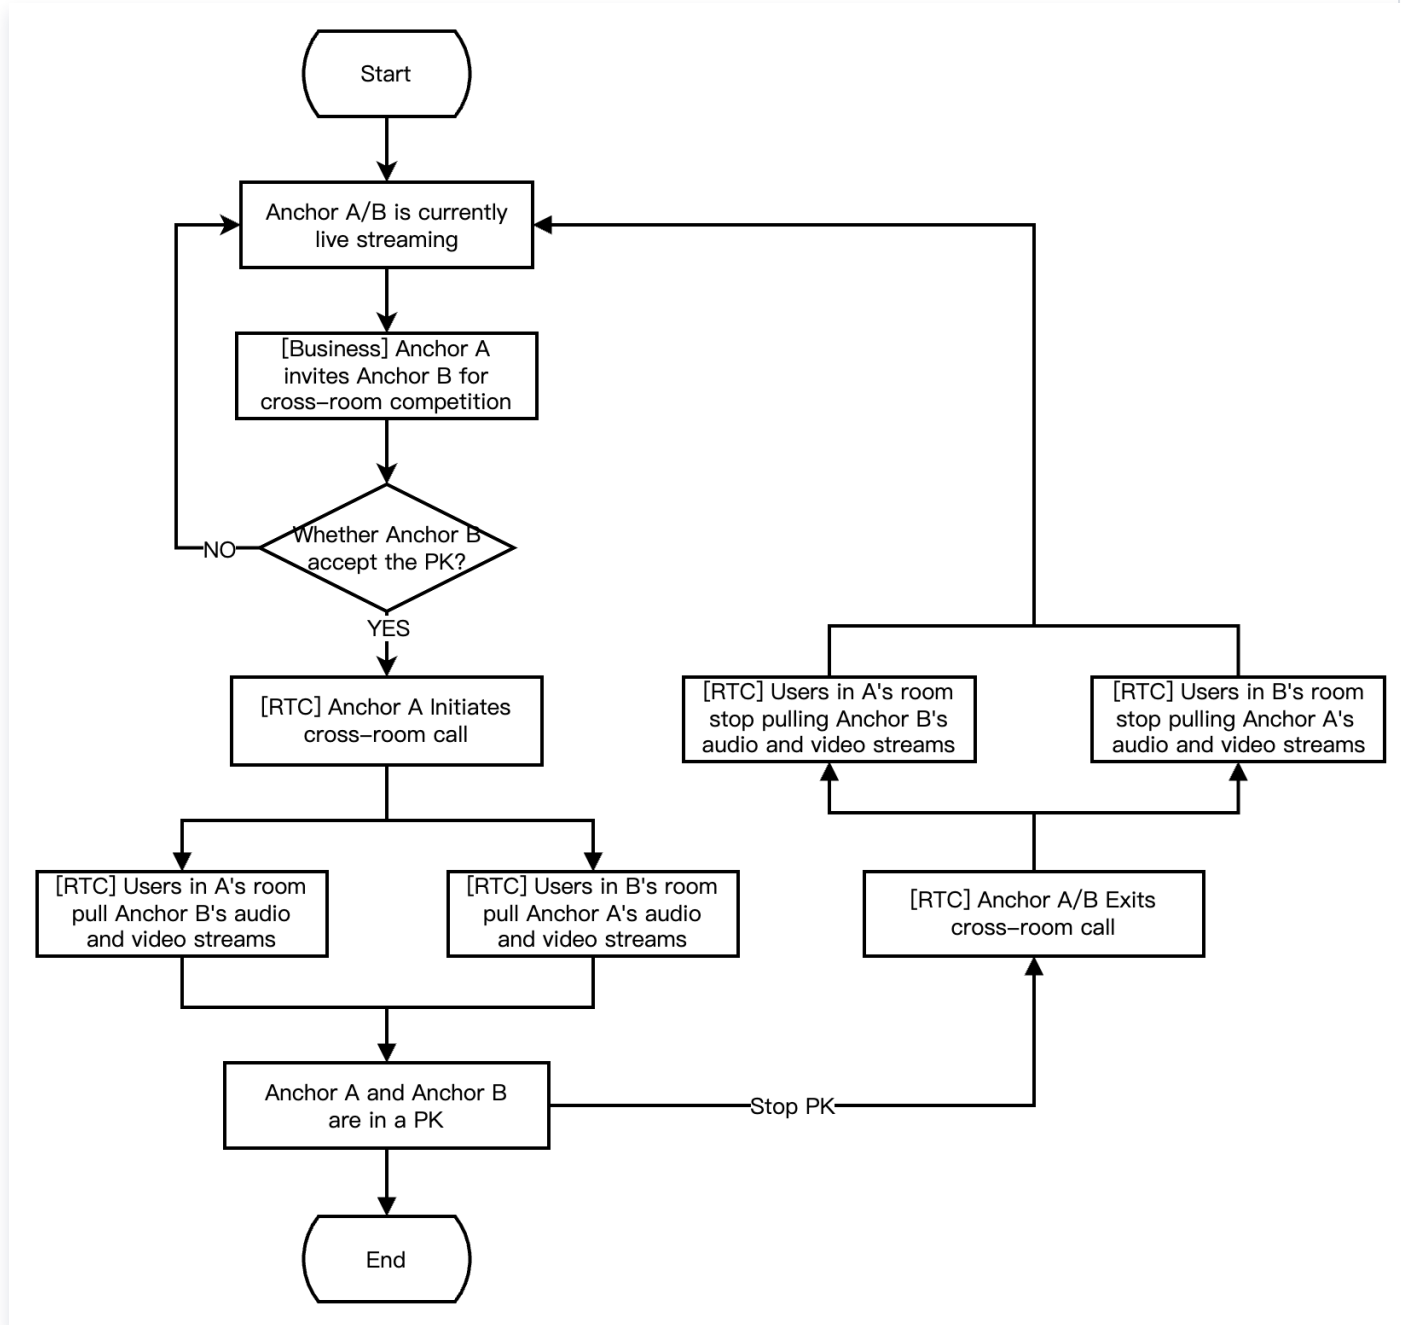 Start
Anchor A/B is currently
live streaming
[Business] Anchor A
invites Anchor B for
cross-room competition
Whether Anchor B
accept the PK?
NO
YES
[RTC] Anchor A Initiates
cross-room call
[RTC] Users in A's room
stop pulling Anchor B's
audio and video streams
[RTC] Users in B's room
stop pulling Anchor A's
audio and video streams
[RTC] Users in A's room
pull Anchor B's audio
and video streams
[RTC] Users in B's room
pull Anchor A's audio
and video streams
[RTC] Anchor A/B Exits
cross-room call
Anchor A and Anchor B
are in a PK
Stop PK
End